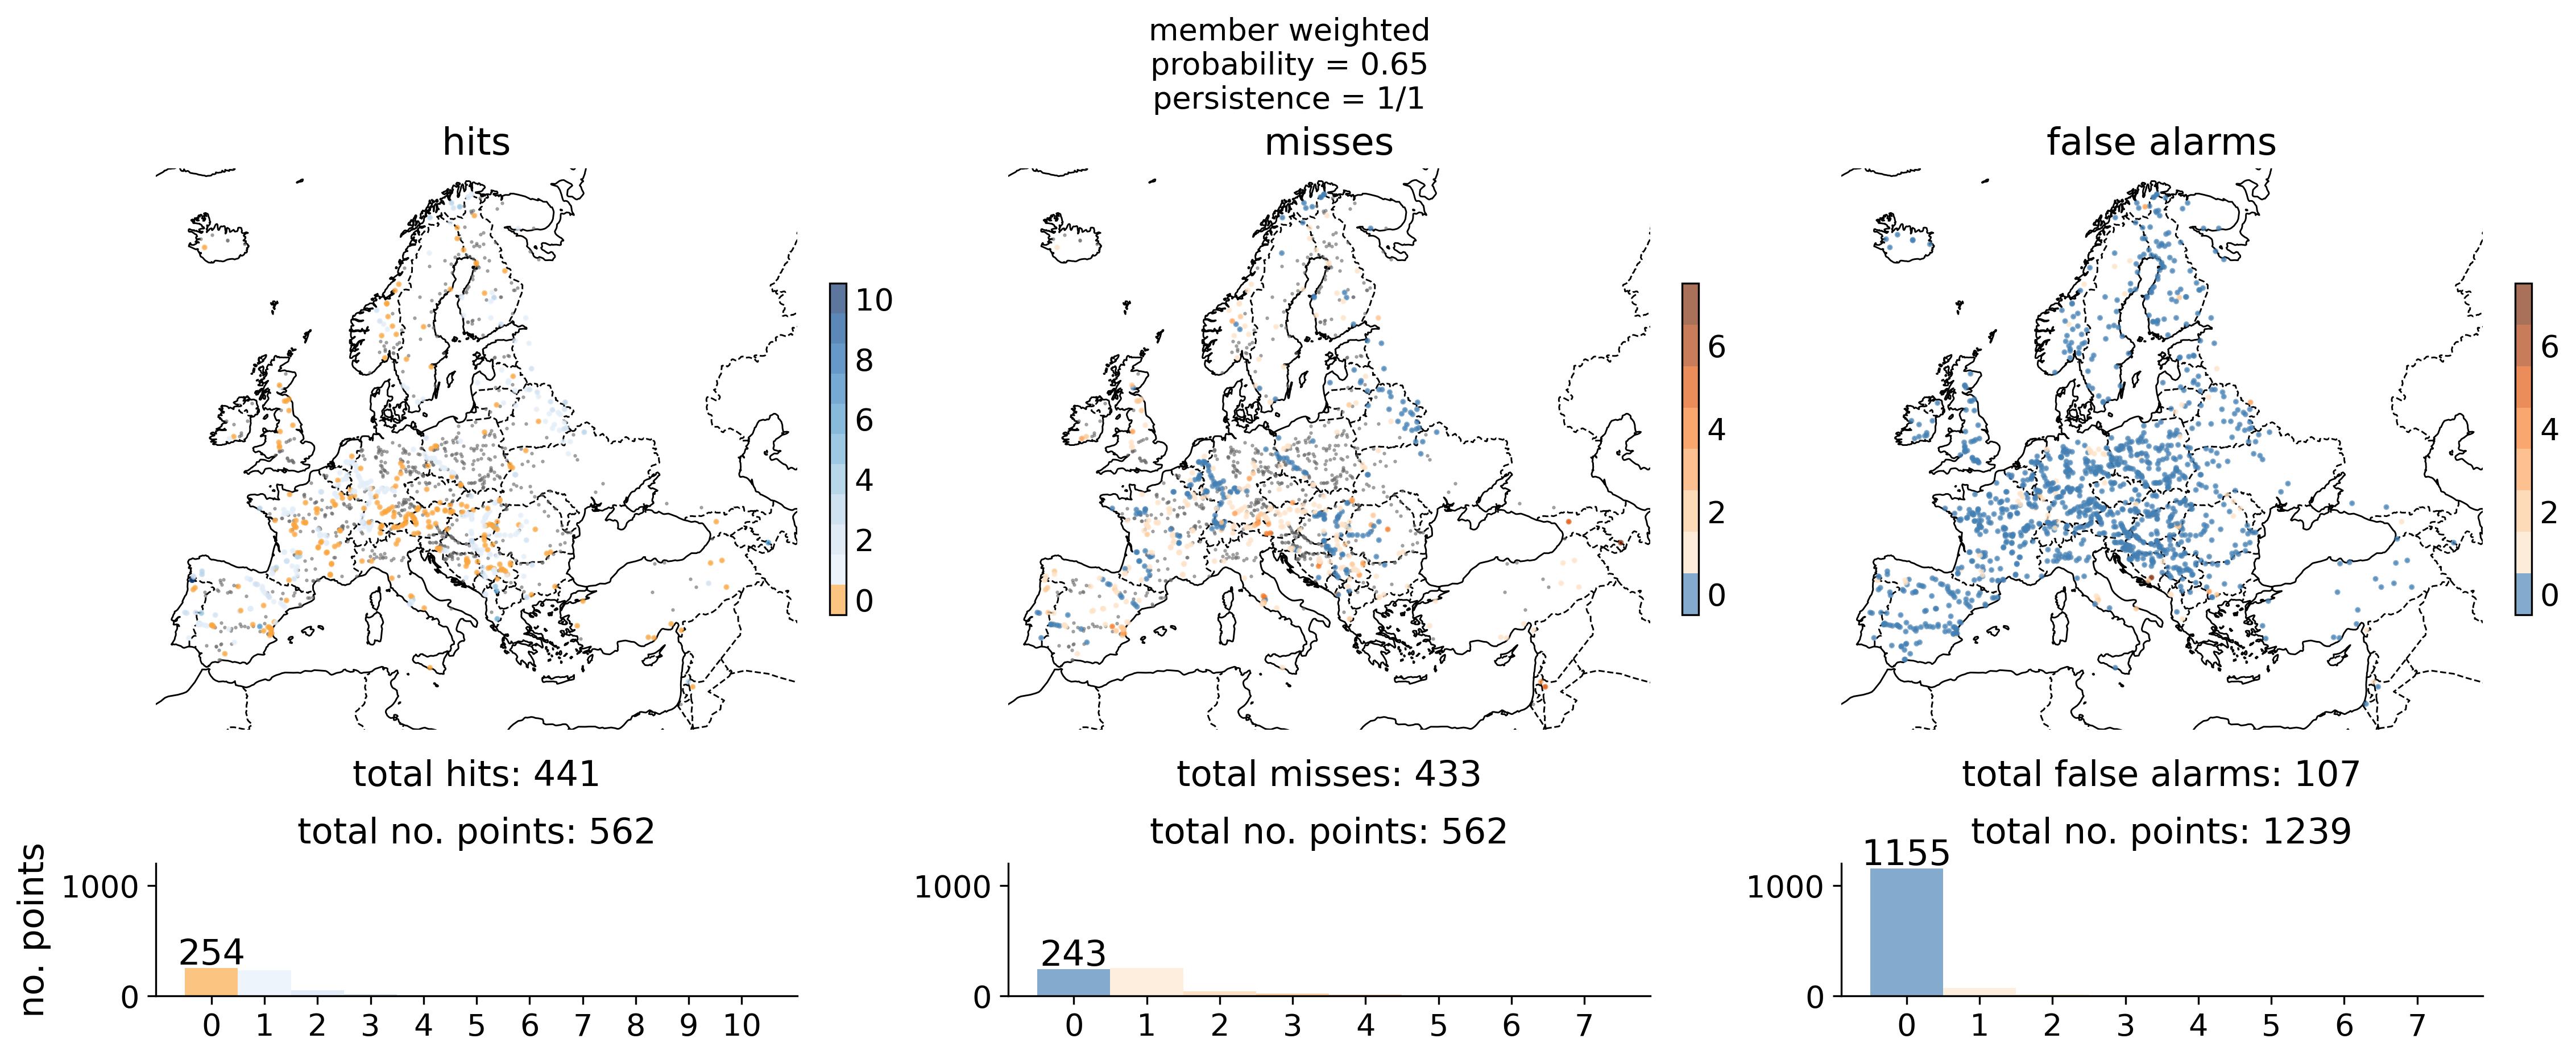 member weighted
probability = 0.65
persistence = 1/1
hits
misses
false alarms
10
8
6
4
2
0
6
4
2
0
6
4
2
0
total hits: 441
total misses: 433
total false alarms: 107
total no. points: 562
total no. points: 562
total no. points: 1239
no. points
1000
0
254
0 1 2 3 4 5 6 7 8 9 10
1000
0
243
0 1 2 3 4 5 6 7
1000
0
1155
0 1 2 3 4 5 6 7